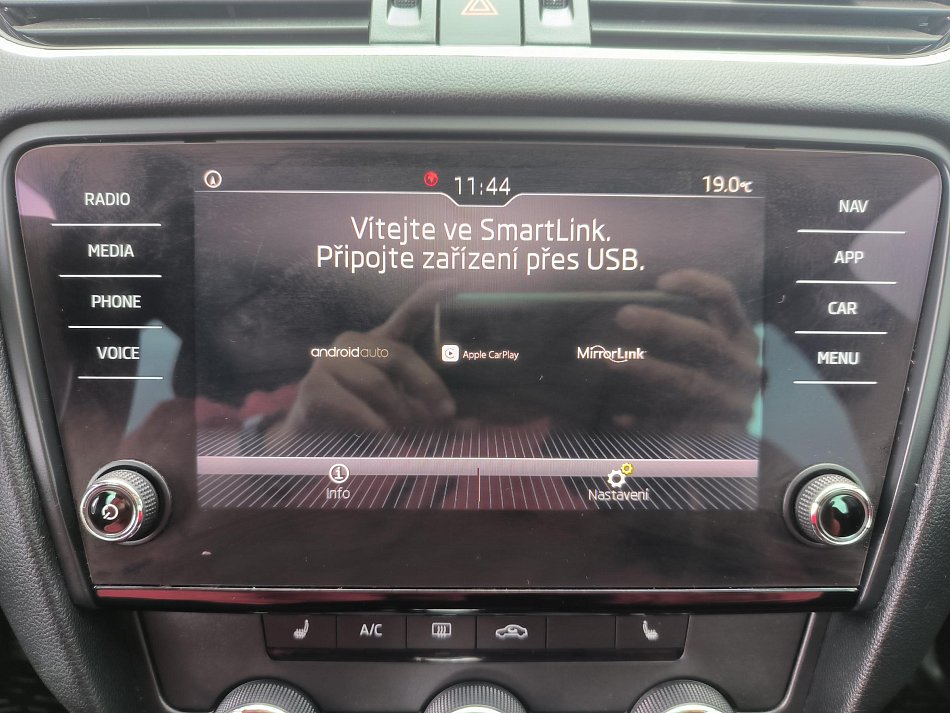 11:44
19.0°C
RADIO
MEDIA
PHONE
VOICE
Vítejte ve SmartLink.
Připojte zařízení přes USB.
androidauto
Apple CarPlay
MirrorLink
Info
Nastavení
NAV
APP
CAR
MENU
A/C